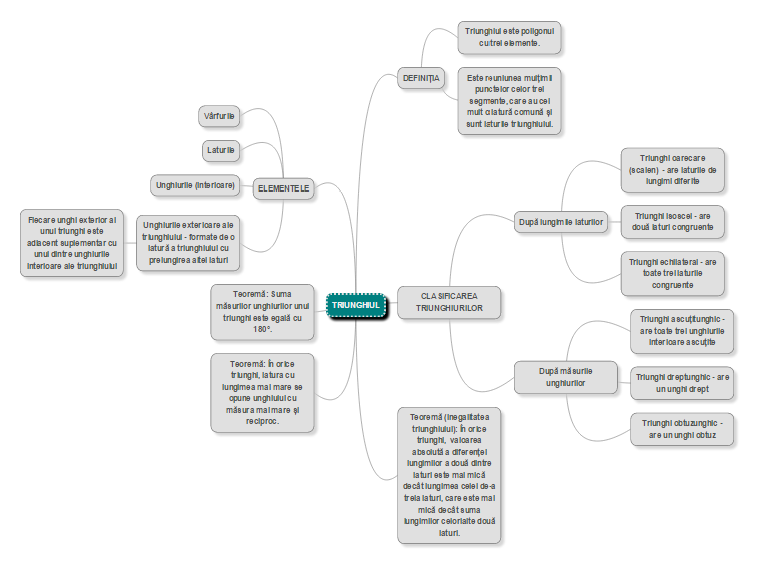 Triunghiul este poligonul
cu trei elemente.
DEFINIȚIA
Este reuniunea mulțimii
punctelor celor trei
segmente, care au cel
mult o latură comună și
sunt laturile triunghiului.
Vârfurile
Laturile
Unghiurile (interioare)
ELEMENTELE
Fiecare unghi exterior al
unui triunghi este
adiacent suplementar cu
unul dintre unghiurile
interioare ale triunghiului
Unghiurile exterioare ale
triunghiului - formate de o
latură a triunghiului cu
prelungirea altei laturi
Teoremă: Suma
măsurilor unghiurilor unui
triunghi este egală cu
180°.
TRIUNGHIUL
Teoremă: În orice
triunghi, latura cu
lungimea mai mare se
opune unghiului cu
măsura mai mare și
reciproc.
CLASIFICAREA
TRIUNGHIURILOR
După lungimile laturilor
Triunghi oarecare
(scalen) - are laturile de
lungimi diferite
Triunghi isoscel - are
două laturi congruente
Triunghi echilateral - are
toate trei laturile
congruente
După măsurile
unghiurilor
Triunghi ascuțitunghic -
are toate trei unghiurile
interioare ascuțite
Triunghi dreptunghic - are
un unghi drept
Triunghi obtuzunghic -
are un unghi obtuz
Teoremă (inegalitatea
triunghiului): În orice
triunghi, valoarea
absolută a diferenței
lungimilor a două dintre
laturi este mai mică
decât lungimea celei de-a
treia laturi, care este mai
mică decât suma
lungimilor celorlalte două
laturi.